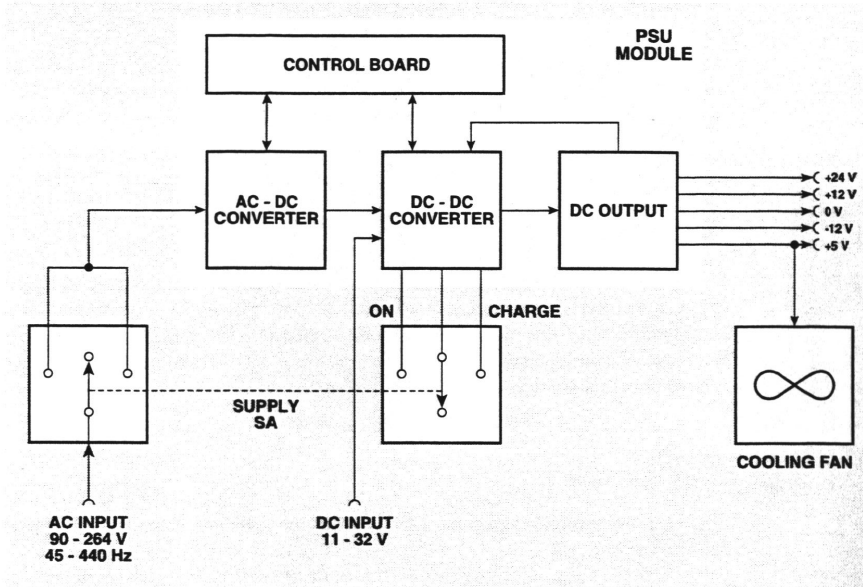 PSU
MODULE
CONTROL BOARD
AC - DC
CONVERTER
DC - DC
CONVERTER
DC OUTPUT
+24 V
+12 V
0 V
-12 V
+5 V
ON
CHARGE
SUPPLY
SA
COOLING FAN
AC INPUT
90 - 264 V
45 - 440 Hz
DC INPUT
11 - 32 V